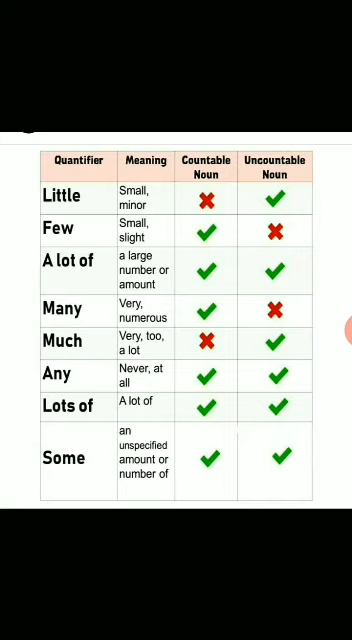 Quantifier Meaning Countable Noun Uncountable Noun
Little Small, minor
Few Small, slight
A lot of a large number or amount
Many Very, numerous
Much Very, too, a lot
Any Never, at all
Lots of A lot of
Some an unspecified amount or number of